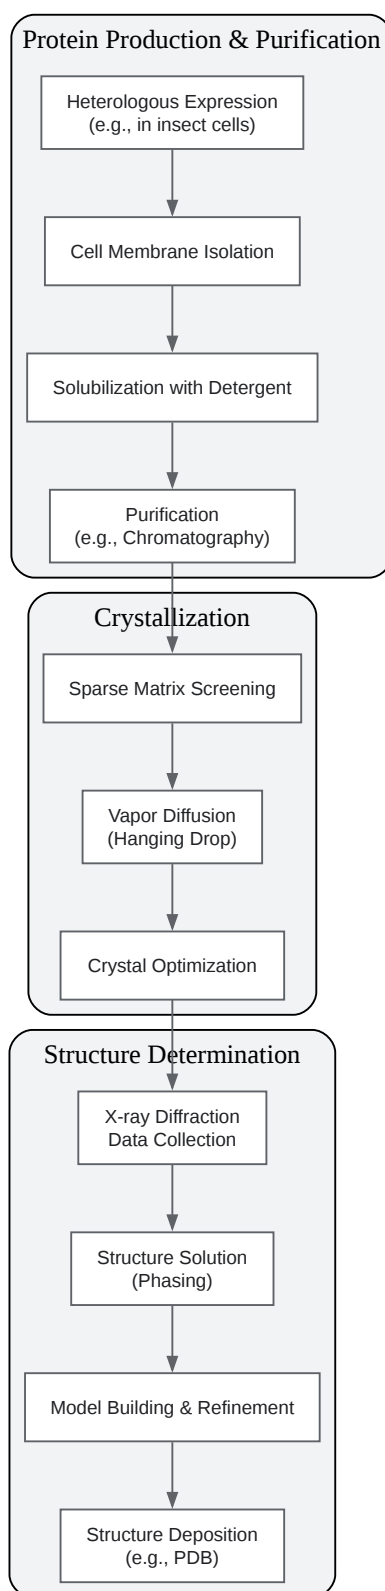 Protein Production & Purification
Heterologous Expression
(e.g., in insect cells)
Cell Membrane Isolation
Solubilization with Detergent
Purification
(e.g., Chromatography)
Crystallization
Sparse Matrix Screening
Vapor Diffusion
(Hanging Drop)
Crystal Optimization
Structure Determination
X-ray Diffraction
Data Collection
Structure Solution
(Phasing)
Model Building & Refinement
Structure Deposition
(e.g., PDB)